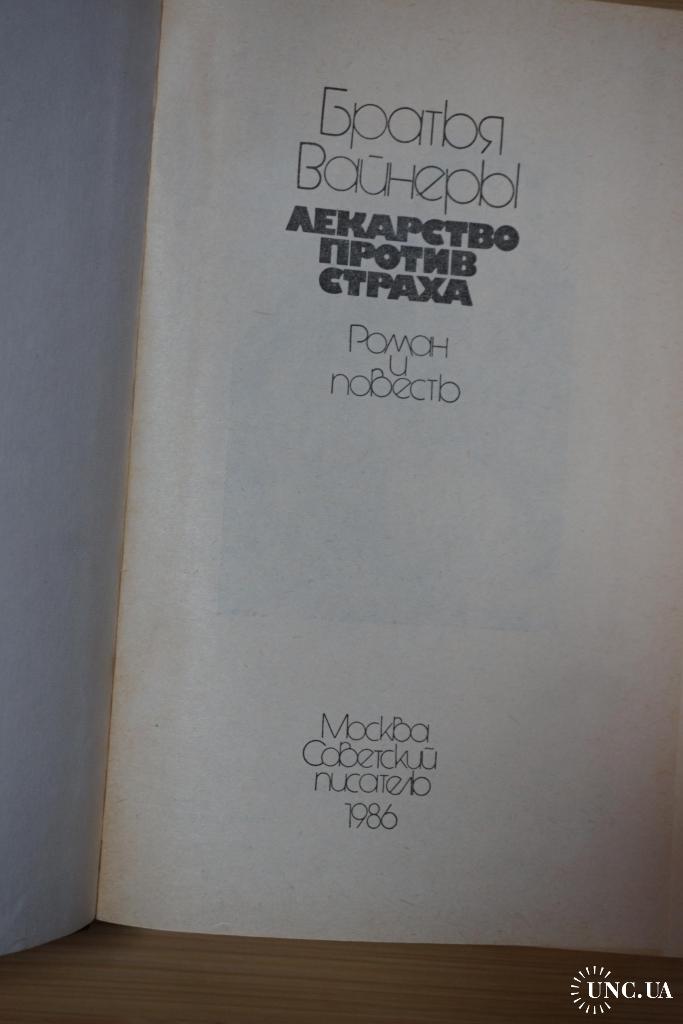 Братья
Вайнеры
ЛЕКАРСТВО
ПРОТИВ
СТРАХА
Роман
и
повесть
Москва
Советский
писатель
1986
UNC.UA